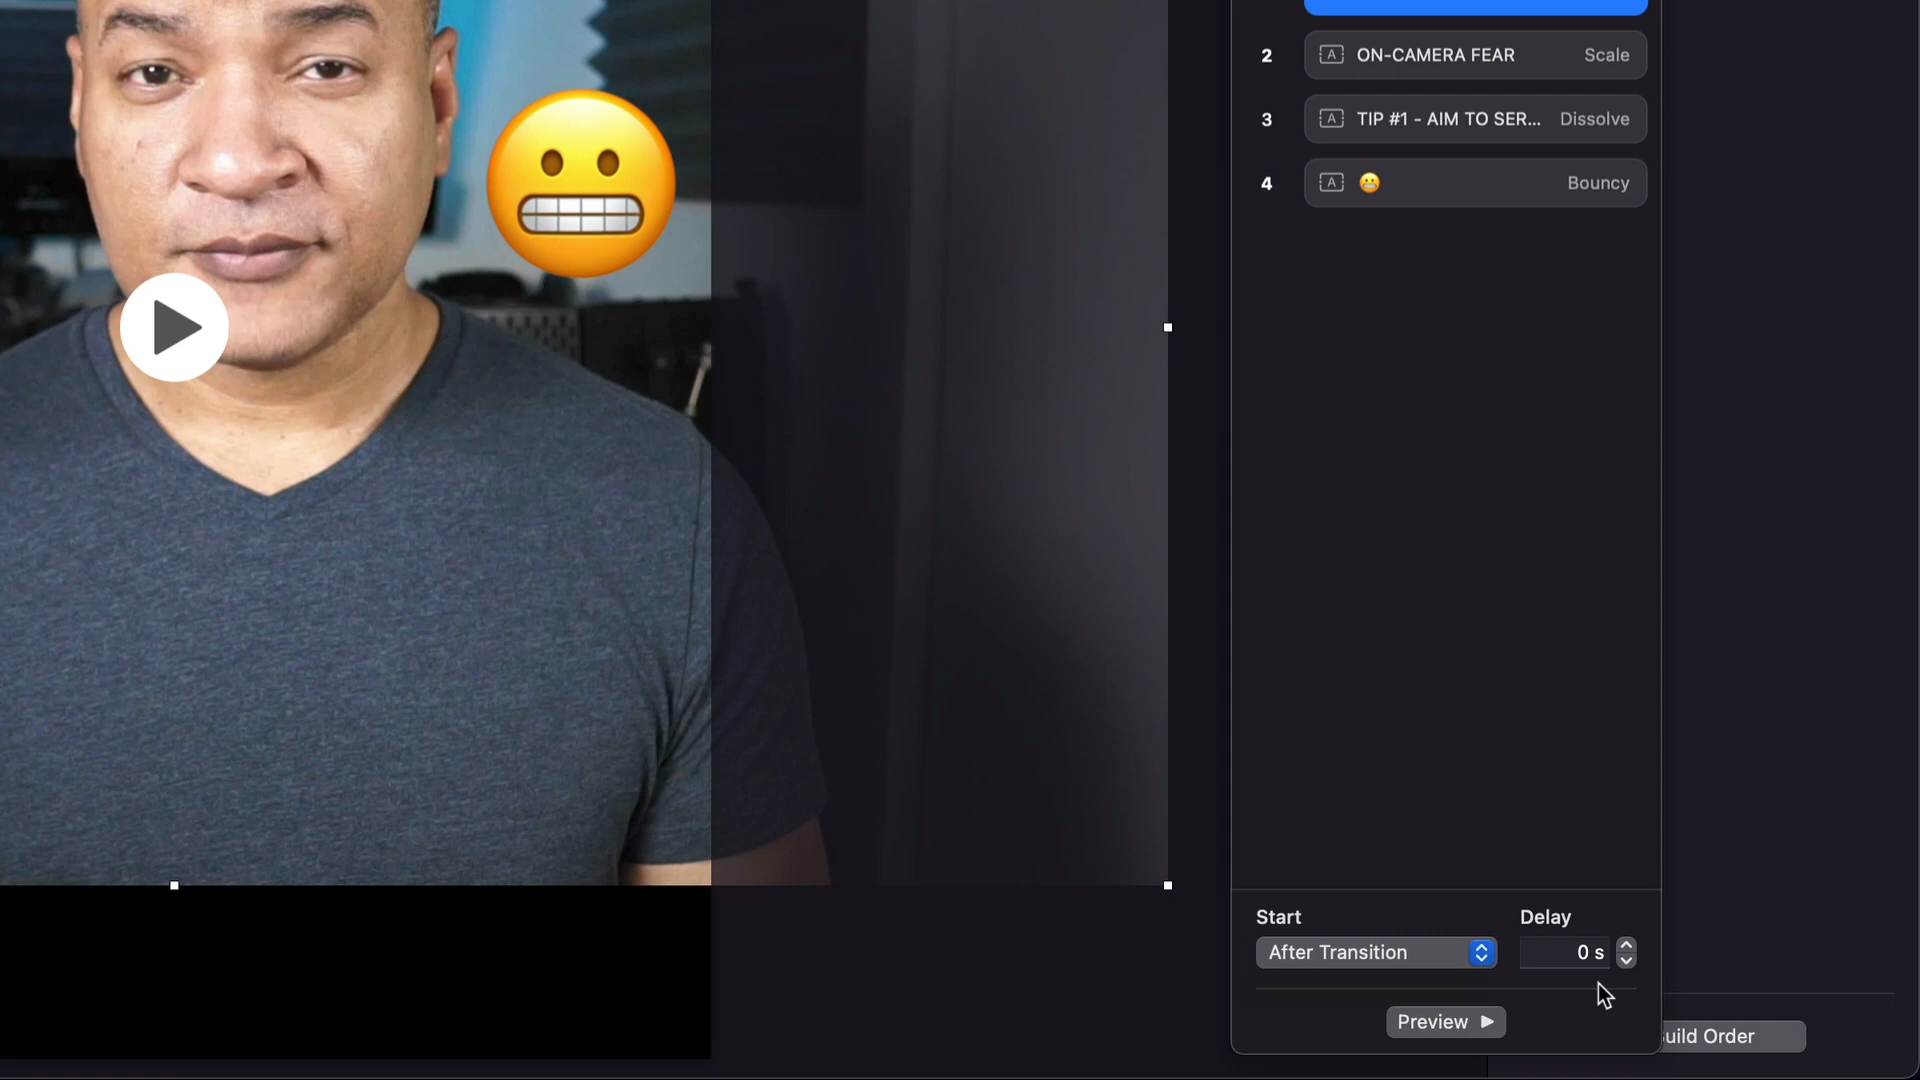 2 ON-CAMERA FEAR Scale
3 TIP #1 - AIM TO SER... Dissolve
4 😬 Bouncy
Start Delay
After Transition 0 s
Preview
uild Order